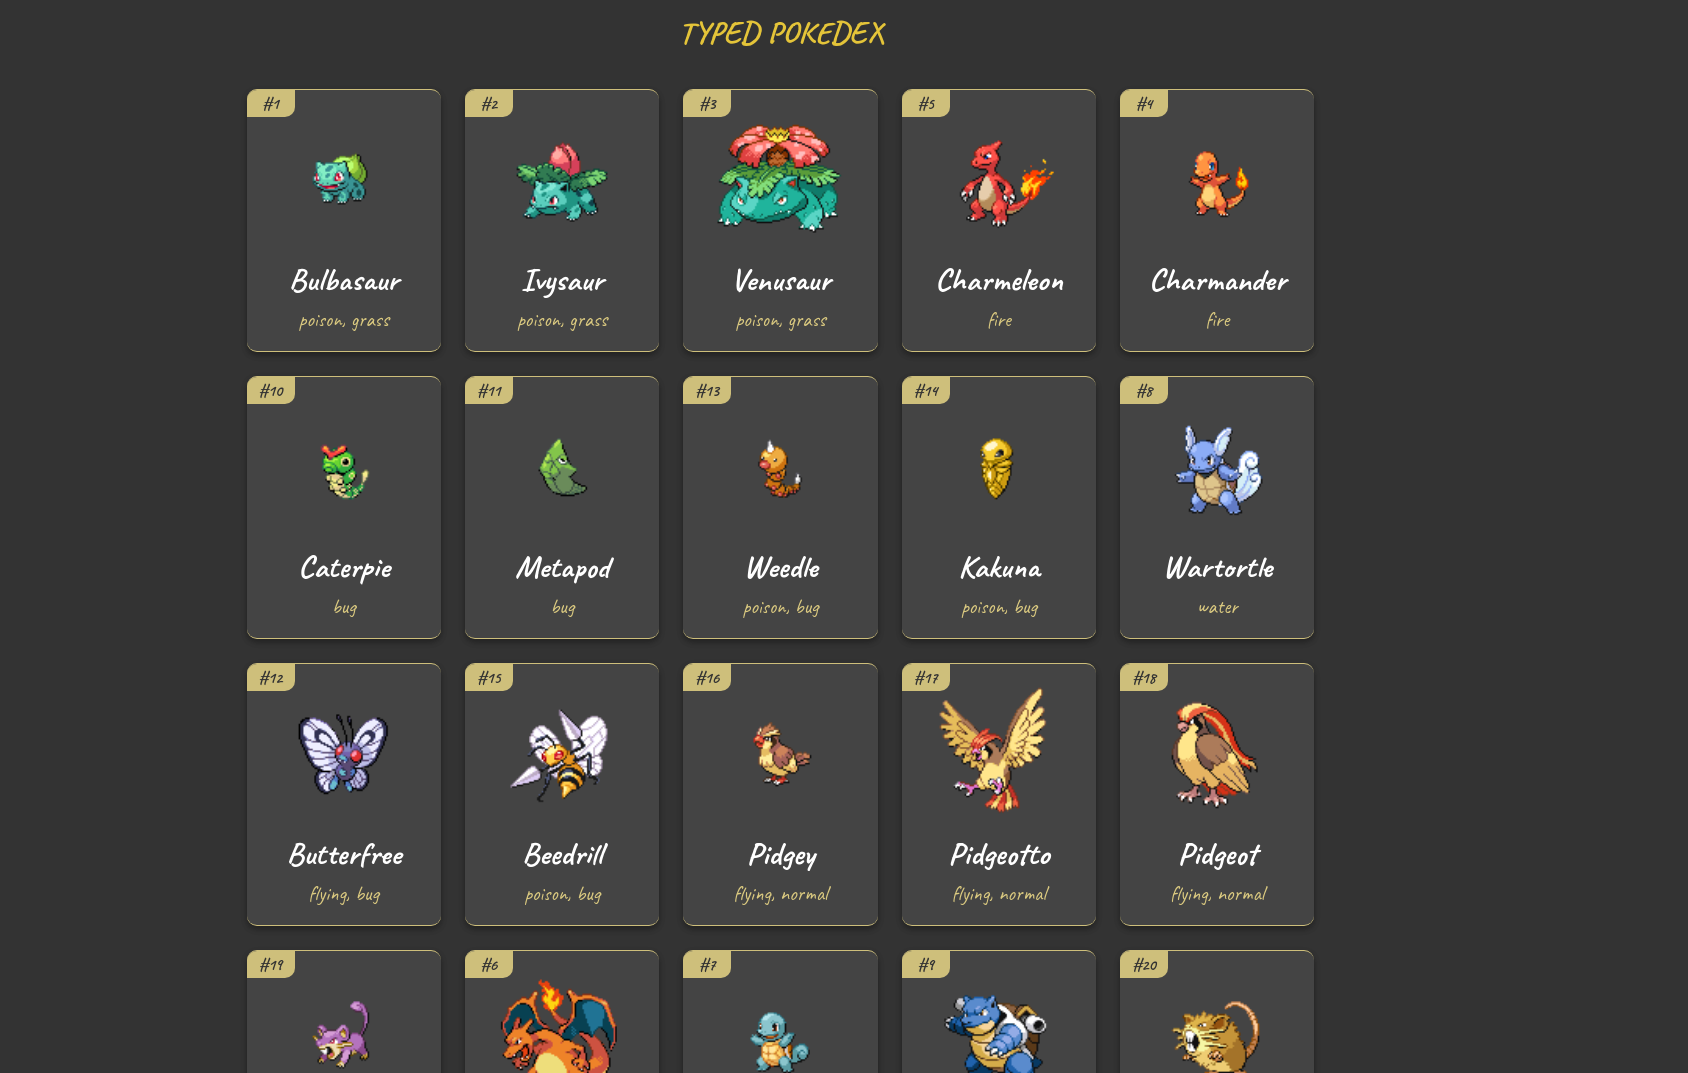 TYPED POKEDEX
#1 #2 #3 #5 #4
Bulbasaur Ivysaur Venusaur Charmeleon Charmander
poison, grass poison, grass poison, grass fire fire
#10 #11 #13 #14 #8
Caterpie Metapod Weedle Kakuna Wartortle
bug bug poison, bug poison, bug water
#12 #15 #16 #17 #18
Butterfree Beedrill Pidgey Pidgeotto Pidgeot
flying, bug poison, bug flying, normal flying, normal flying, normal
#19 #6 #7 #9 #20